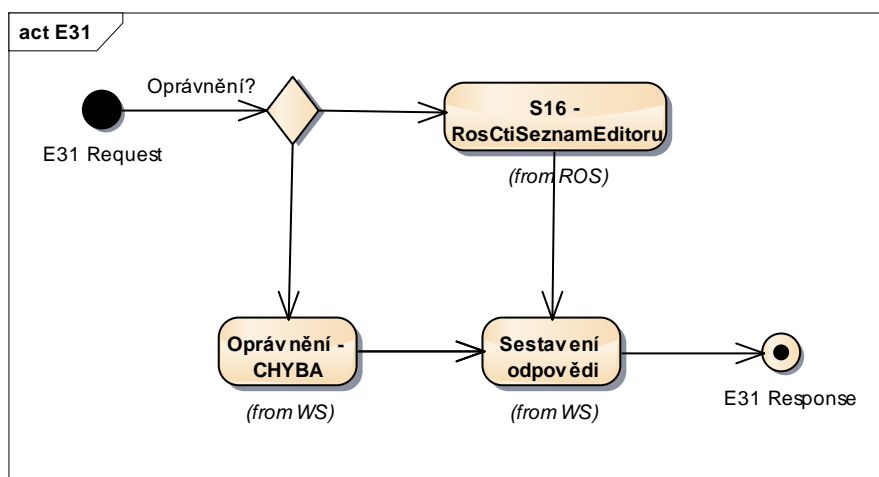 act E31
Oprávnění?
E31 Request
S16 -
RosCtiSeznamEditoru
(from ROS)
Oprávnění -
CHYBA
(from WS)
Sestavení
odpovědi
(from WS)
E31 Response